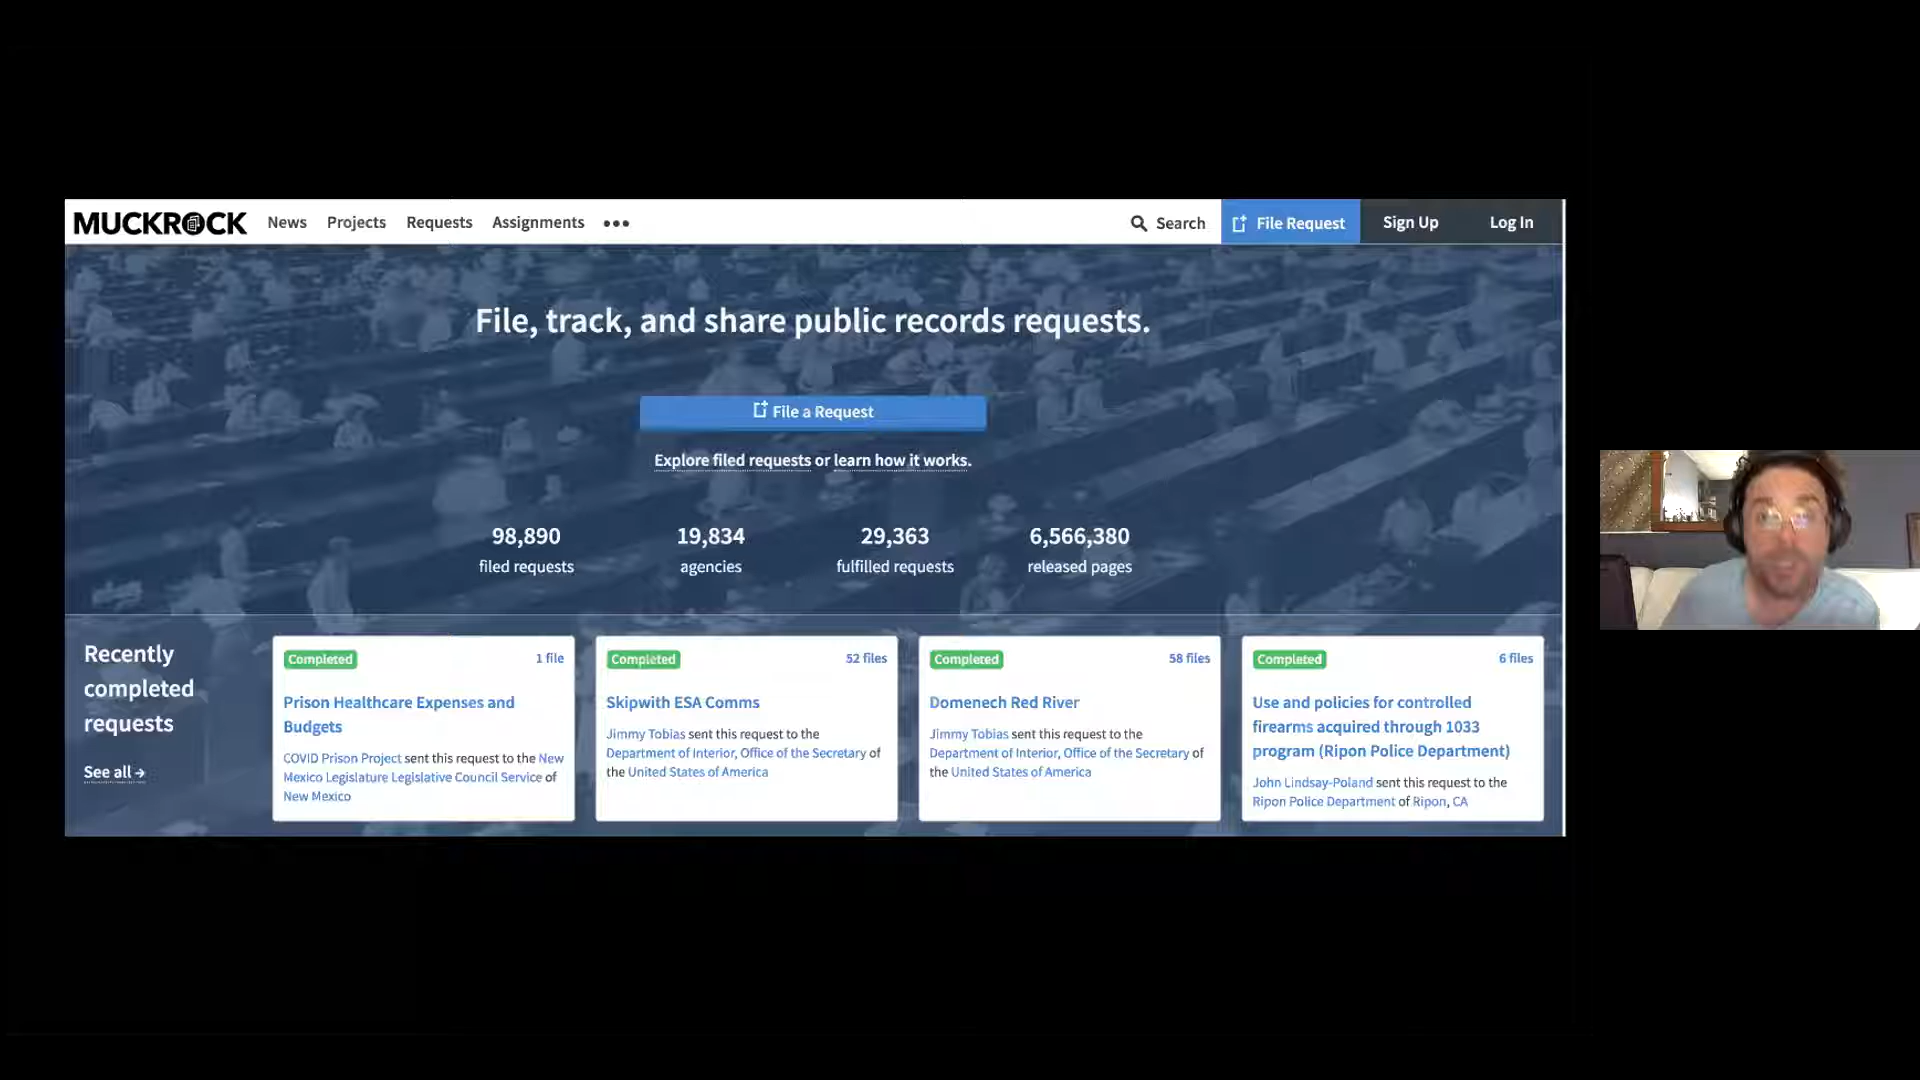 MUCKROCK News Projects Requests Assignments ••• Search File Request Sign Up Log In
File, track, and share public records requests.
File a Request
Explore filed requests or learn how it works.
98,890 19,834 29,363 6,566,380
filed requests agencies fulfilled requests released pages
Recently
completed
requests
See all →
Completed 1 file
Prison Healthcare Expenses and
Budgets
COVID Prison Project sent this request to the New
Mexico Legislature Legislative Council Service of
New Mexico
Completed 52 files
Skipwith ESA Comms
Jimmy Tobias sent this request to the
Department of Interior, Office of the Secretary of
the United States of America
Completed 58 files
Domenech Red River
Jimmy Tobias sent this request to the
Department of Interior, Office of the Secretary of
the United States of America
Completed 6 files
Use and policies for controlled
firearms acquired through 1033
program (Ripon Police Department)
John Lindsay-Poland sent this request to the
Ripon Police Department of Ripon, CA